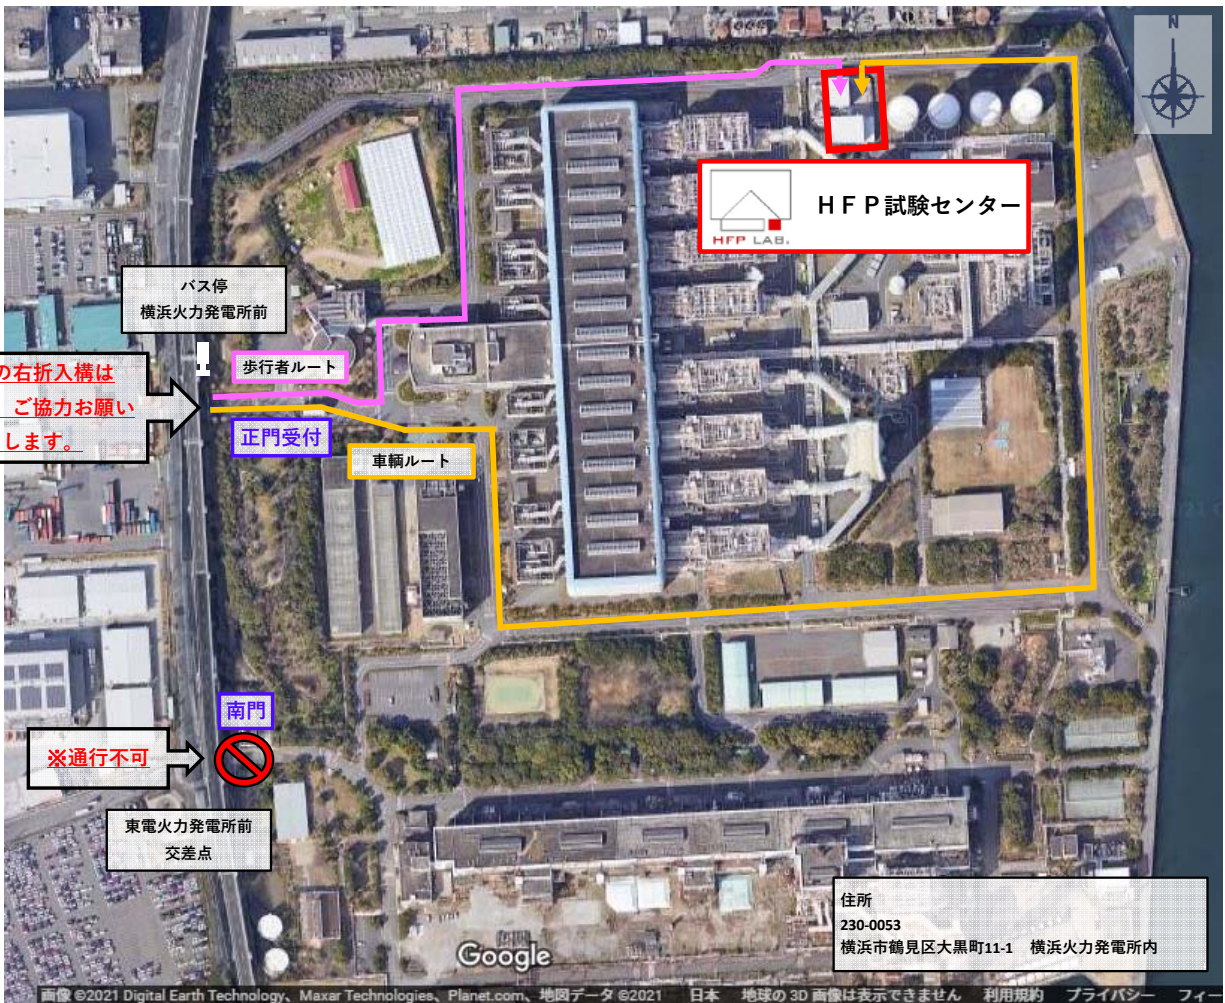 N
HFP LAB.
ＨＦＰ試験センター
バス停
横浜火力発電所前
歩行者ルート
の右折入構は
ご協力お願い
します。
正門受付
車輌ルート
南門
※通行不可
東電火力発電所前
交差点
住所
230-0053
横浜市鶴見区大黒町11-1　横浜火力発電所内
Google
画像 ©2021 Digital Earth Technology、Maxar Technologies、Planet.com、地図データ ©2021　日本　地球の 3D 画像は表示できません　利用規約　プライバシー　フィー